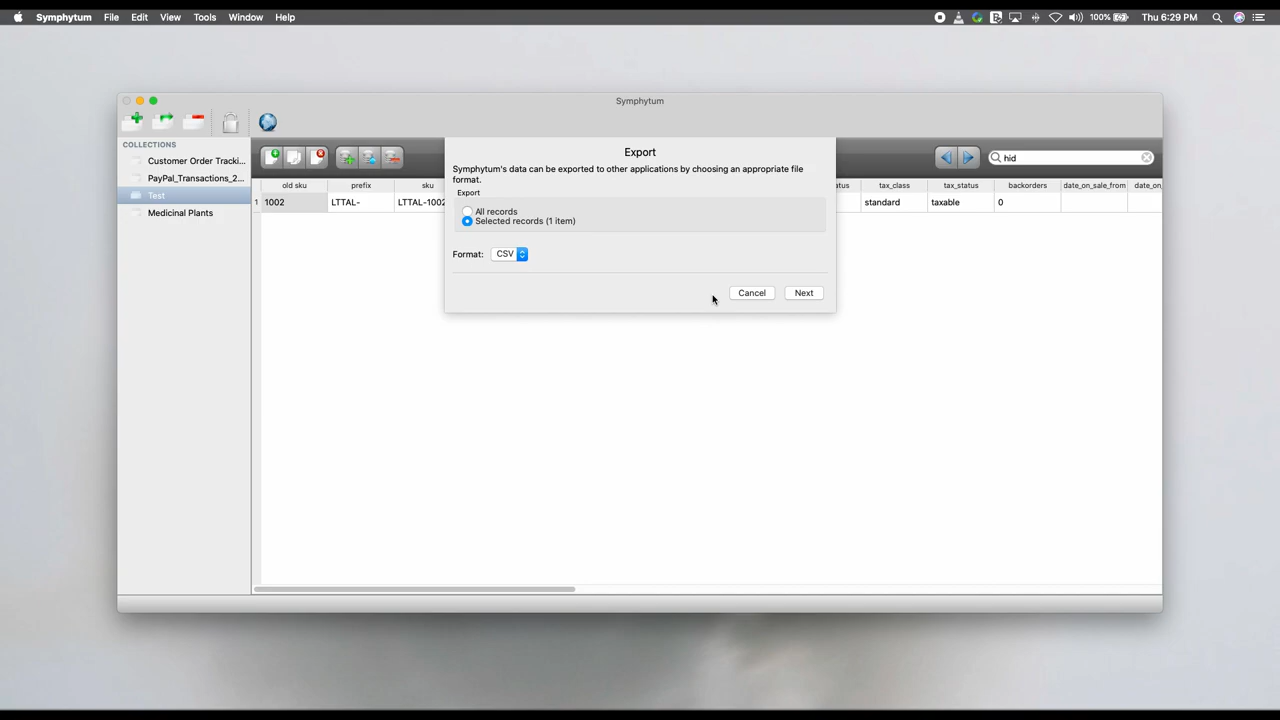 Symphytum File Edit View Tools Window Help 100% Thu 6:29 PM
Symphytum
COLLECTIONS
Customer Order Tracki...
PayPal_Transactions_2...
Test
Medicinal Plants
hid
old sku prefix sku atus tax_class tax_status backorders date_on_sale_from date_on_
1 1002 LTTAL- LTTAL-1002 standard taxable 0
Export
Symphytum's data can be exported to other applications by choosing an appropriate file
format.
Export
All records
Selected records (1 item)
Format: CSV
Cancel Next